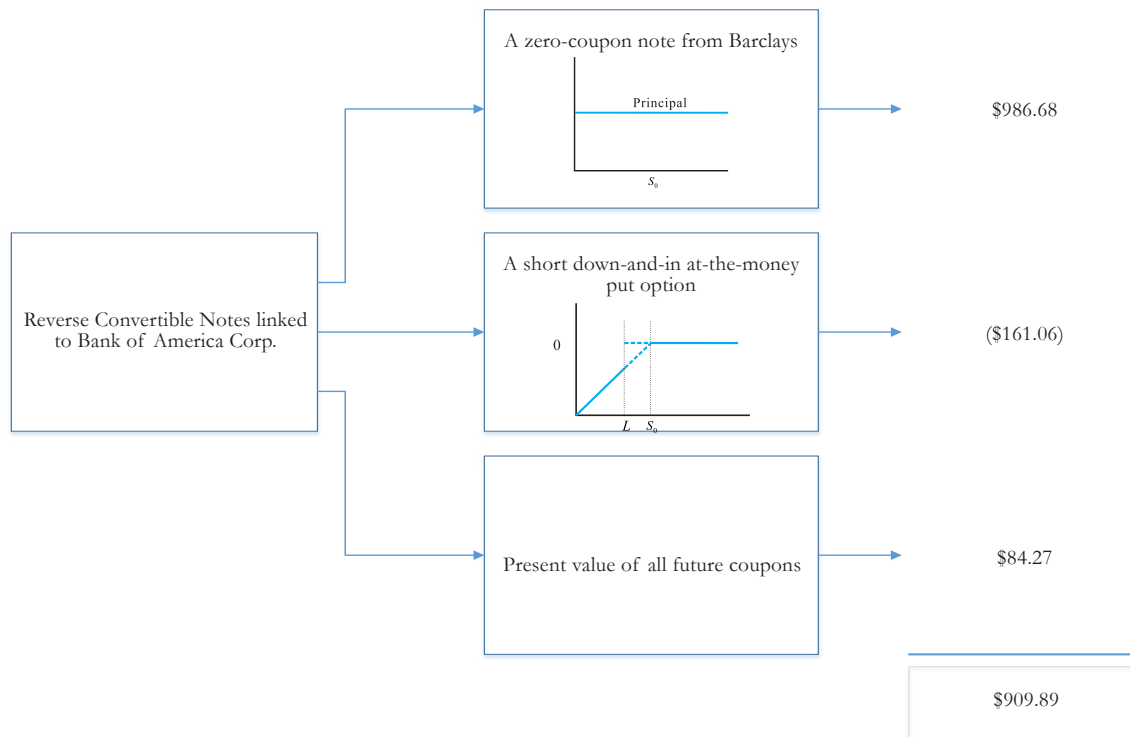 A zero-coupon note from Barclays
Principal
S₀
$986.68
Reverse Convertible Notes linked
to Bank of America Corp.
A short down-and-in at-the-money
put option
0
L S₀
($161.06)
Present value of all future coupons
$84.27
$909.89